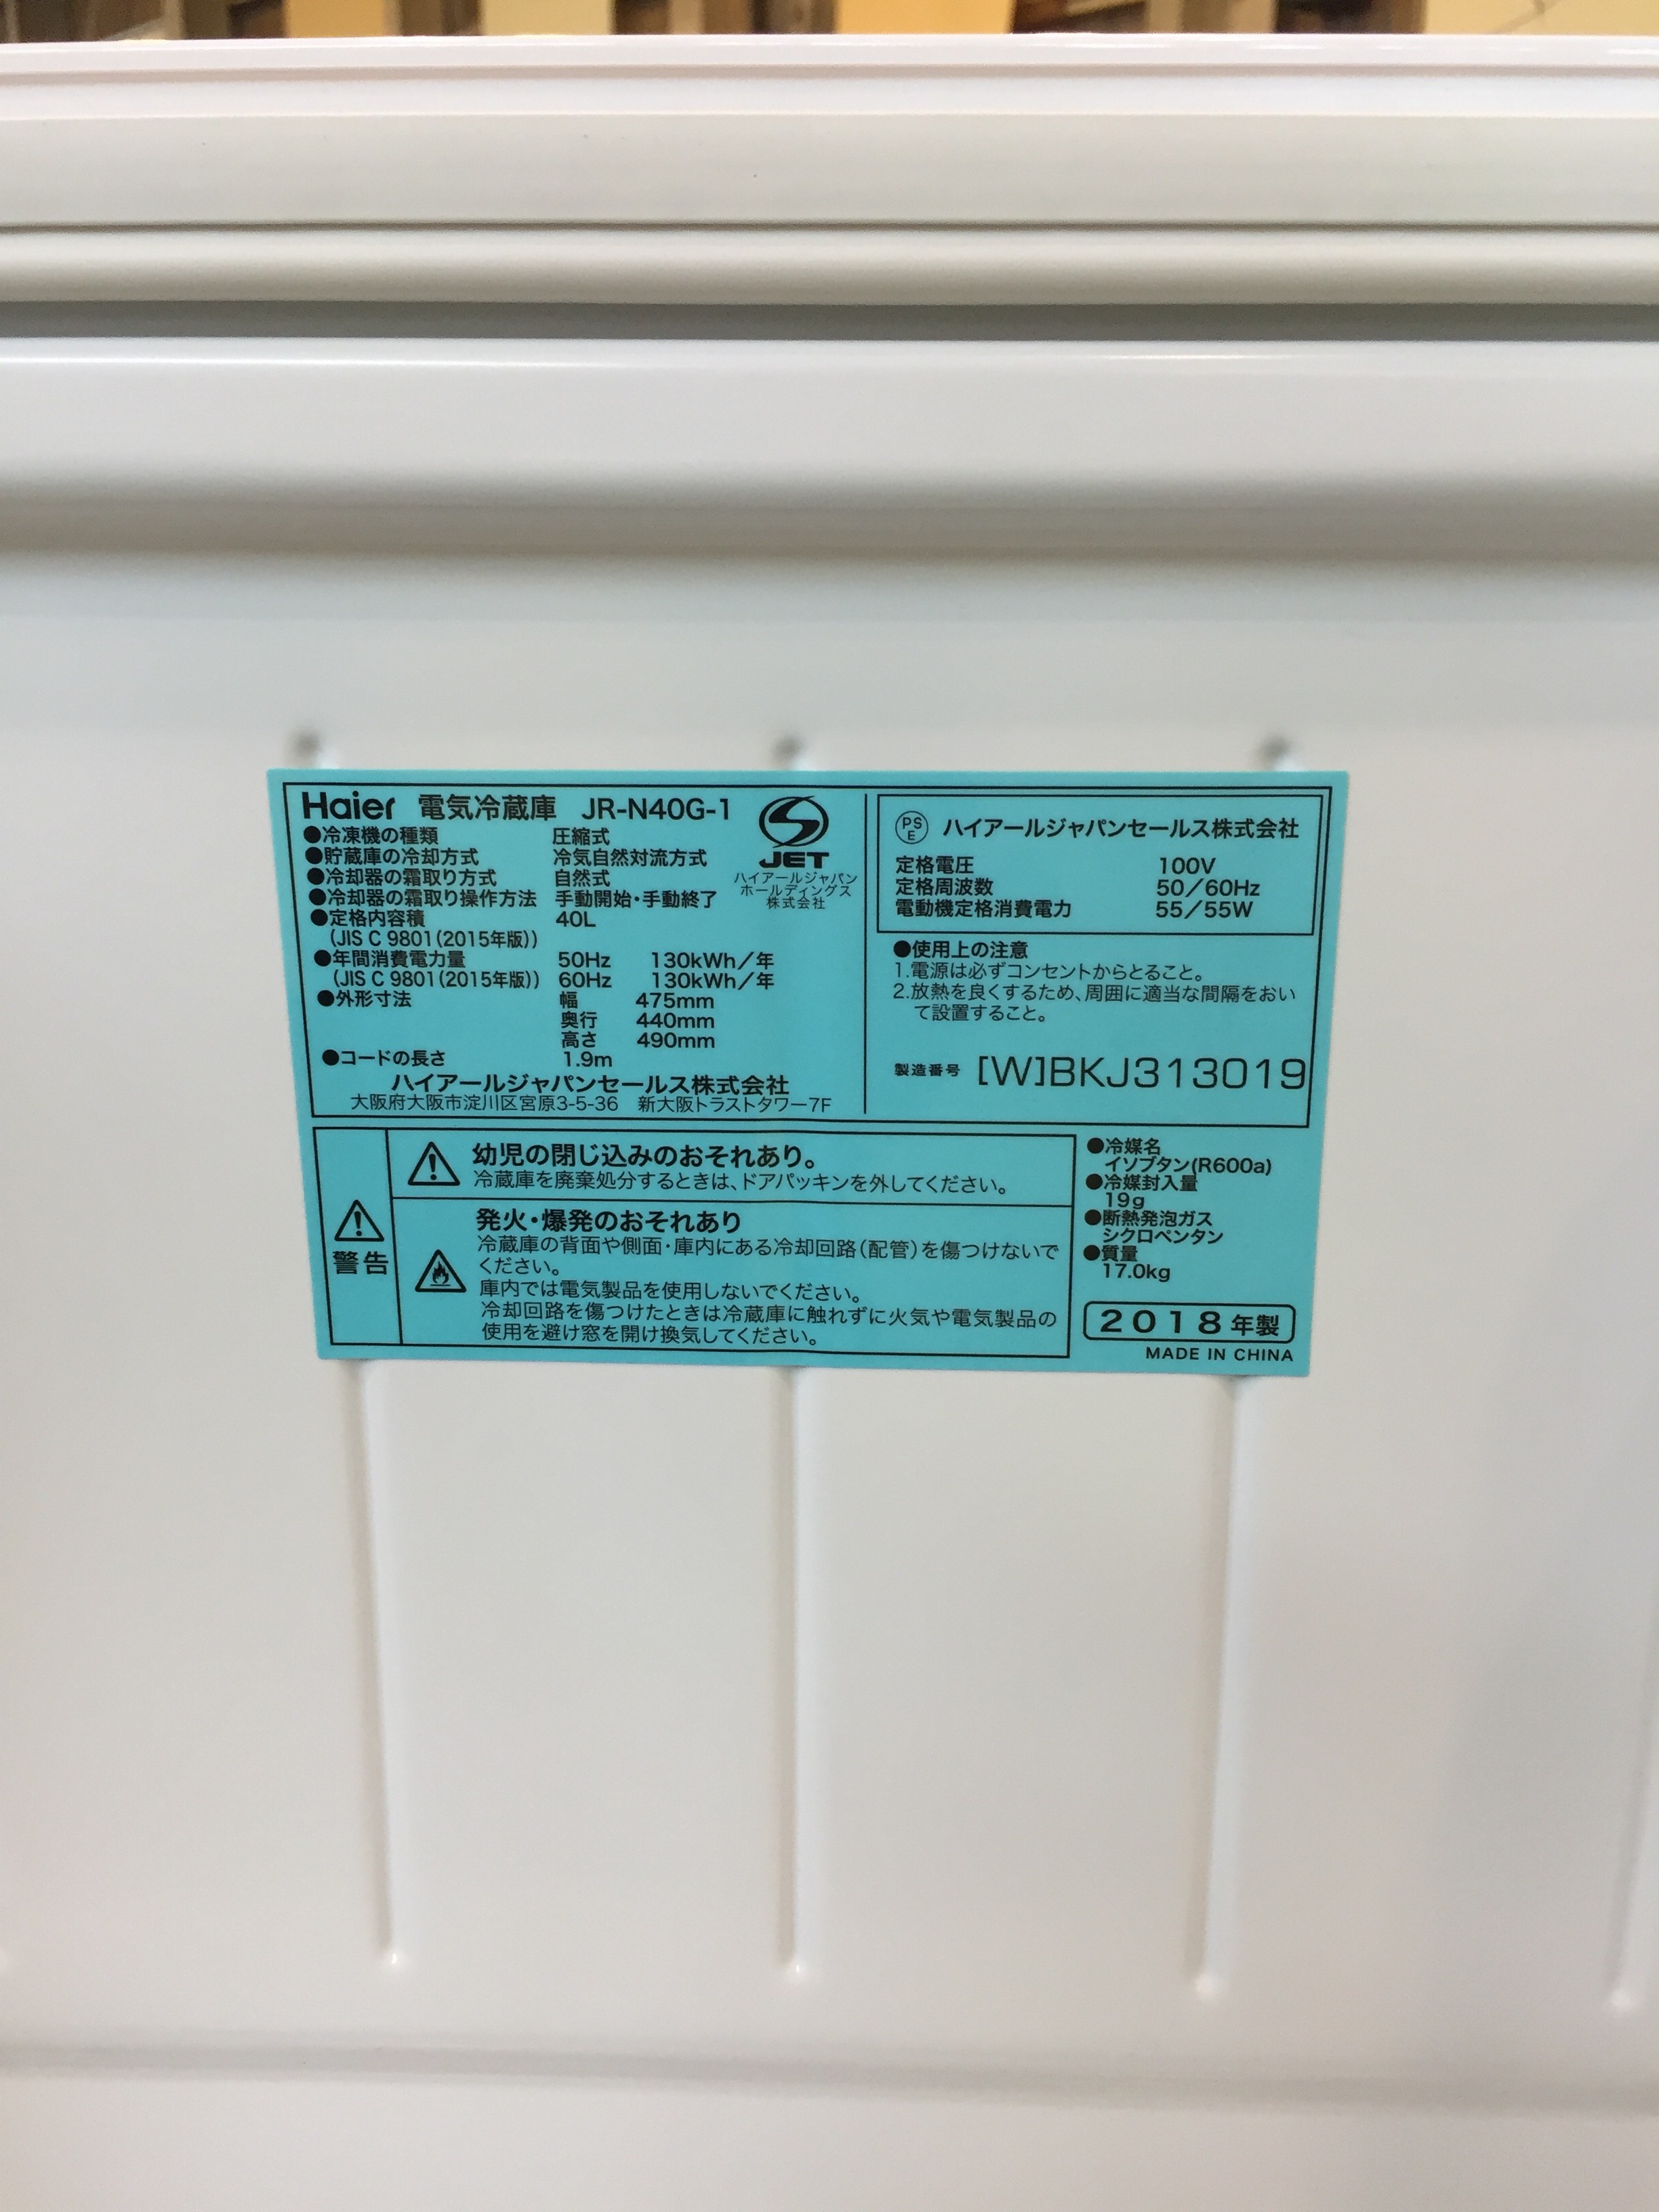 Haier 電気冷蔵庫 JR-N40G-1
●冷凍機の種類 圧縮式
●貯蔵庫の冷却方式 冷気自然対流方式
●冷却器の霜取り方式 自然式
●冷却器の霜取り操作方法 手動開始・手動終了
●定格内容積 40L
(JIS C 9801(2015年版))
●年間消費電力量 50Hz 130kWh/年
(JIS C 9801(2015年版)) 60Hz 130kWh/年
●外形寸法 幅 475mm
奥行 440mm
高さ 490mm
●コードの長さ 1.9m
ハイアールジャパンセールス株式会社
大阪府大阪市淀川区宮原3-5-36 新大阪トラストタワー7F
JET
ハイアールジャパン
ホールディングス
株式会社
PS
E
ハイアールジャパンセールス株式会社
定格電圧 100V
定格周波数 50/60Hz
電動機定格消費電力 55/55W
●使用上の注意
1.電源は必ずコンセントからとること。
2.放熱を良くするため、周囲に適当な間隔をおい
て設置すること。
製造番号 [W]BKJ313019
警告
幼児の閉じ込みのおそれあり。
冷蔵庫を廃棄処分するときは、ドアパッキンを外してください。
発火・爆発のおそれあり
冷蔵庫の背面や側面・庫内にある冷却回路(配管)を傷つけないで
ください。
庫内では電気製品を使用しないでください。
冷却回路を傷つけたときは冷蔵庫に触れずに火気や電気製品の
使用を避け窓を開け換気してください。
●冷媒名
イソブタン(R600a)
●冷媒封入量
19g
●断熱発泡ガス
シクロペンタン
●質量
17.0kg
2018年製
MADE IN CHINA